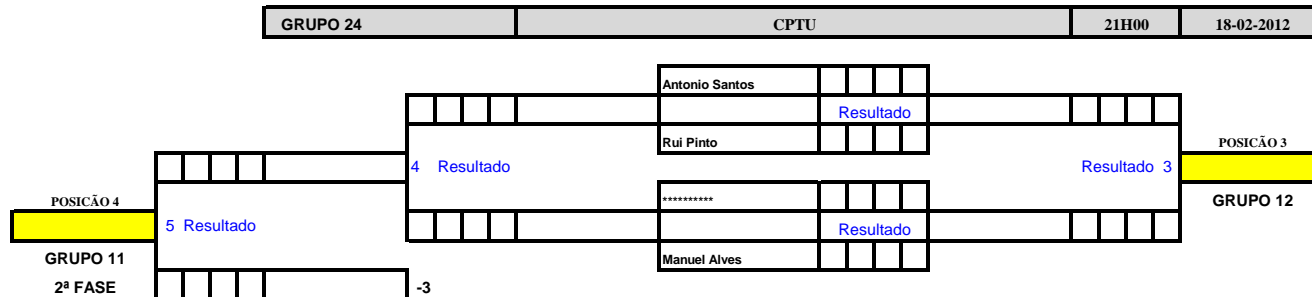 GRUPO 24 CPTU 21H00 18-02-2012
Antonio Santos
Resultado
Rui Pinto
POSICÃO 3
4 Resultado
Resultado 3
POSICÃO 4
**********
GRUPO 12
5 Resultado
Resultado
GRUPO 11
Manuel Alves
2ª FASE
-3